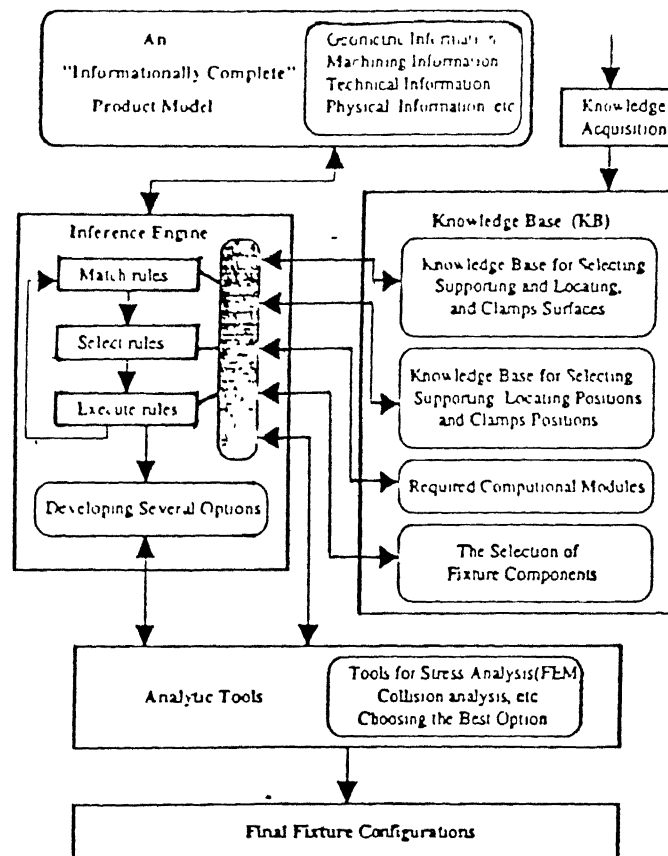 An
"Informationally Complete"
Product Model
Geometric Information
Machining Information
Technical Information
Physical Information etc
Knowledge
Acquisition
Inference Engine
Match rules
Select rules
Execute rules
Developing Several Options
Knowledge Base (KB)
Knowledge Base for Selecting
Supporting and Locating,
and Clamps Surfaces
Knowledge Base for Selecting
Supporting Locating Positions
and Clamps Positions
Required Computional Modules
The Selection of
Fixture Components
Analytic Tools
Tools for Stress Analysis(FEM)
Collision analysis, etc
Choosing the Best Option
Final Fixture Configurations